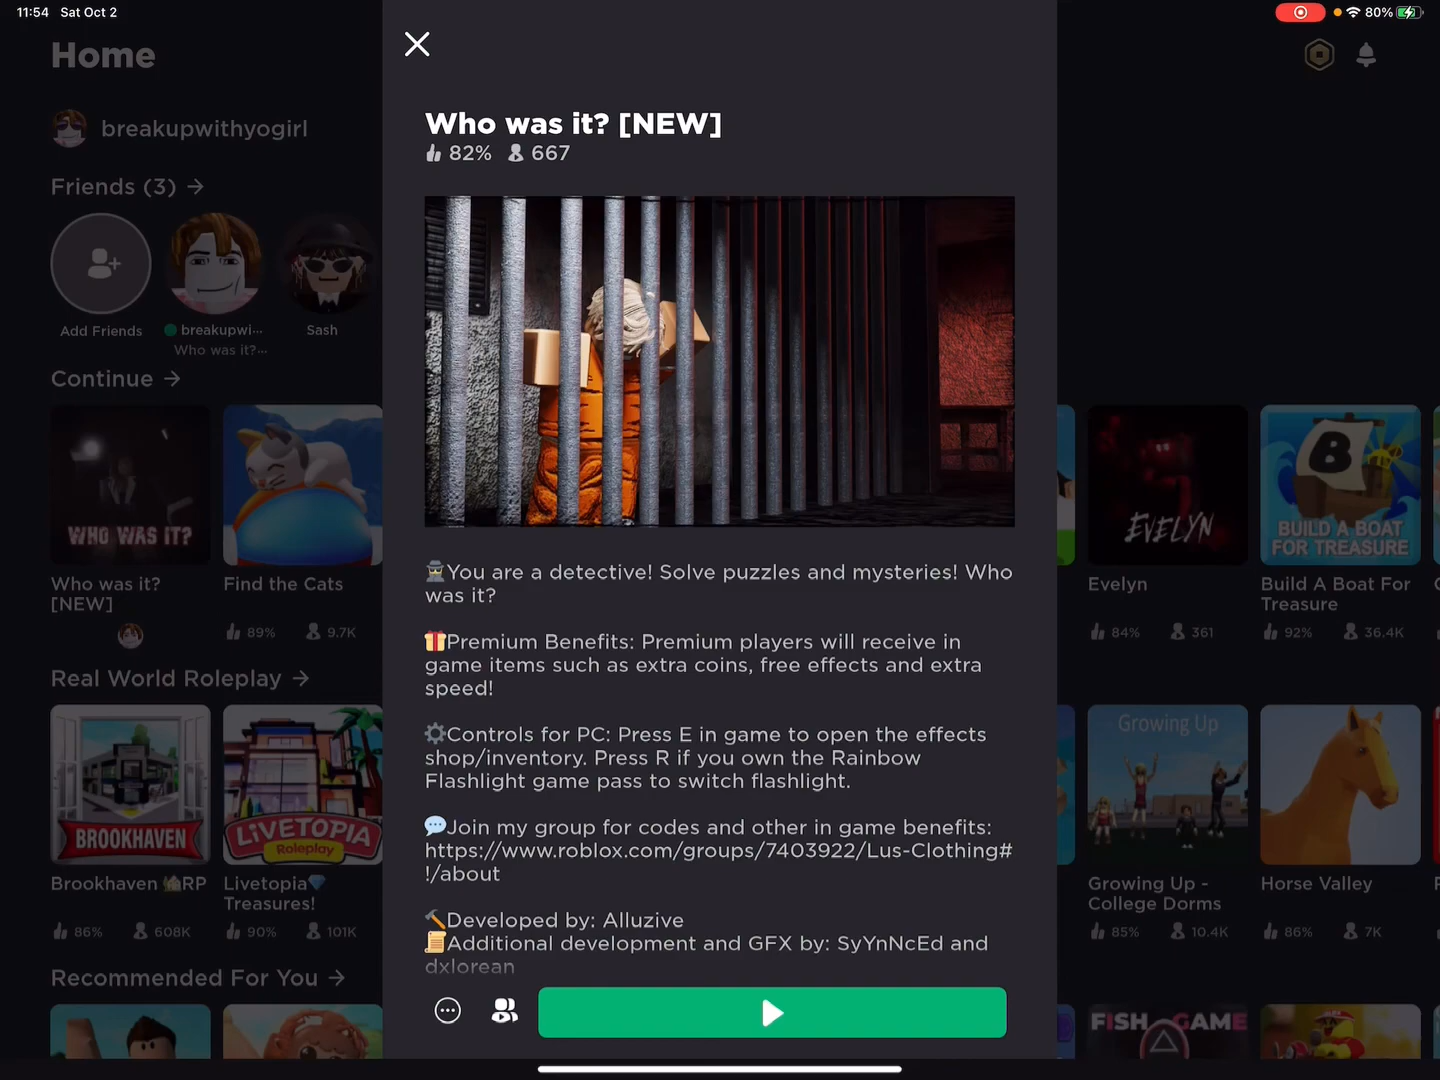 11:54 Sat Oct 2
80%
Home
breakupwithyogirl
Friends (3) →
Add Friends
breakupwi...
Who was it?...
Sash
Continue →
WHO WAS IT?
Who was it?
[NEW]
Find the Cats
89% 9.7K
Real World Roleplay →
BROOKHAVEN
Brookhaven 🏡RP
86% 608K
LIVETOPIA
Roleplay
Livetopia💎
Treasures!
90% 101K
Recommended For You →
Who was it? [NEW]
82% 667
🕵️You are a detective! Solve puzzles and mysteries! Who
was it?
🎁Premium Benefits: Premium players will receive in
game items such as extra coins, free effects and extra
speed!
⚙️Controls for PC: Press E in game to open the effects
shop/inventory. Press R if you own the Rainbow
Flashlight game pass to switch flashlight.
💬Join my group for codes and other in game benefits:
https://www.roblox.com/groups/7403922/Lus-Clothing#
!/about
🔨Developed by: Alluzive
📜Additional development and GFX by: SyYnNcEd and
dxlorean
EVELYN
Evelyn
84% 361
B
BUILD A BOAT
FOR TREASURE
Build A Boat For
Treasure
92% 36.4K
Growing Up
Growing Up -
College Dorms
85% 10.4K
Horse Valley
86% 7K
FISH GAME